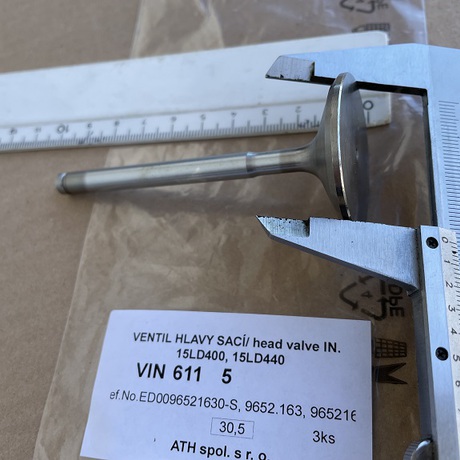 VENTIL HLAVY SACÍ/ head valve IN.
15LD400, 15LD440
VIN 611 5
ef.No.ED0096521630-S, 9652.163, 965216
30,5
3ks
ATH spol. s r. o.